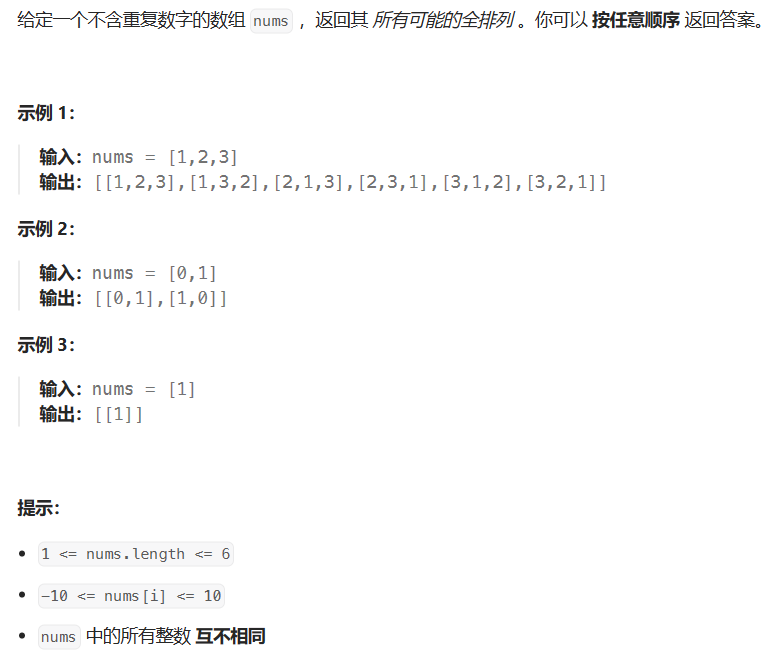 给定一个不含重复数字的数组 nums ，返回其 所有可能的全排列 。你可以 按任意顺序 返回答案。
示例 1：
输入：nums = [1,2,3]
输出：[[1,2,3],[1,3,2],[2,1,3],[2,3,1],[3,1,2],[3,2,1]]
示例 2：
输入：nums = [0,1]
输出：[[0,1],[1,0]]
示例 3：
输入：nums = [1]
输出：[[1]]
提示：
1 <= nums.length <= 6
-10 <= nums[i] <= 10
nums 中的所有整数 互不相同